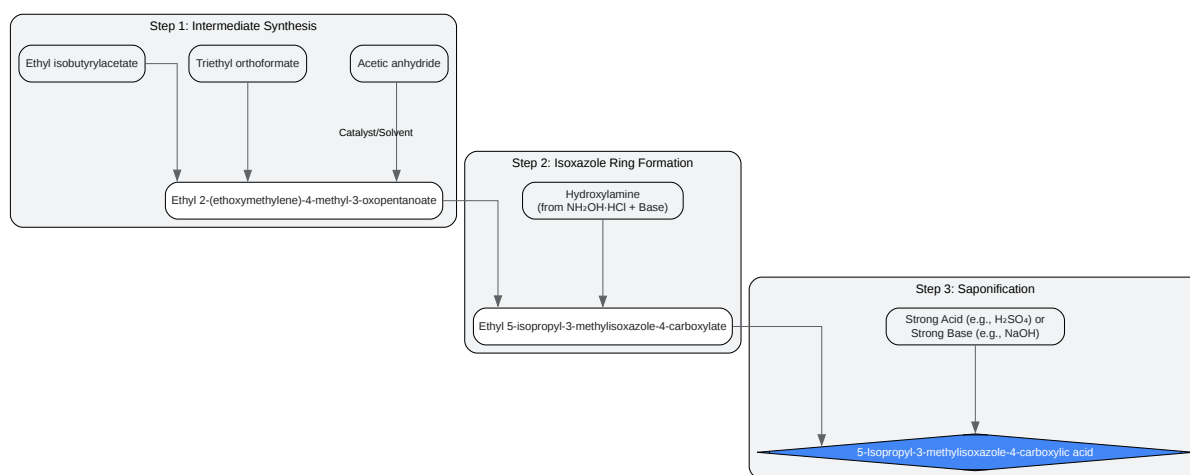 Step 1: Intermediate Synthesis
Ethyl isobutyrylacetate
Triethyl orthoformate
Acetic anhydride
Catalyst/Solvent
Ethyl 2-(ethoxymethylene)-4-methyl-3-oxopentanoate
Step 2: Isoxazole Ring Formation
Hydroxylamine
(from NH₂OH·HCl + Base)
Ethyl 5-isopropyl-3-methylisoxazole-4-carboxylate
Step 3: Saponification
Strong Acid (e.g., H₂SO₄) or
Strong Base (e.g., NaOH)
5-Isopropyl-3-methylisoxazole-4-carboxylic acid